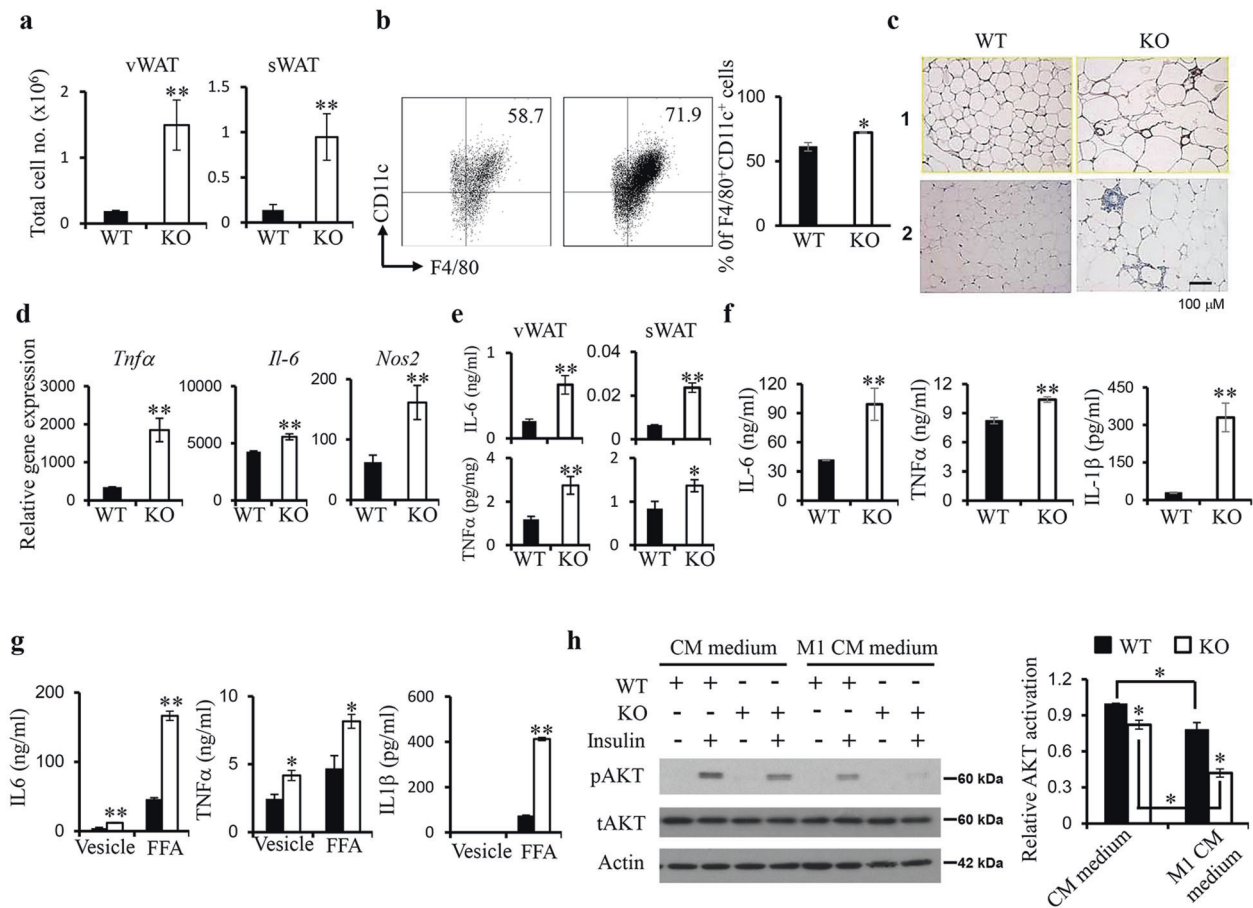 a
vWAT
sWAT
Total cell no. (x10⁶)
2
1
0
**
WT
KO
1.5
1
0.5
0
**
WT
KO
b
58.7
71.9
CD11c
F4/80
% 0f F4/80⁺CD11c⁺ cells
100
50
0
*
WT
KO
c
WT
KO
1
2
100 µM
d
Relative gene expression
Tnfα
3000
2000
1000
0
**
WT
KO
Il-6
10000
5000
0
**
WT
KO
Nos2
200
100
0
**
WT
KO
e
vWAT
sWAT
IL-6 (ng/ml)
1
0
**
0.04
0.02
0
**
TNFα (pg/mg)
4
2
0
**
WT
KO
2
1
0
*
WT
KO
f
IL-6 (ng/ml)
120
90
60
30
0
**
WT
KO
TNFα (ng/ml)
12
9
6
3
0
**
WT
KO
IL-1β (pg/ml)
450
300
150
0
**
WT
KO
g
IL6 (ng/ml)
200
100
0
**
**
Vesicle
FFA
TNFα (ng/ml)
10
5
0
*
*
Vesicle
FFA
IL1β (pg/ml)
600
400
200
0
**
Vesicle
FFA
h
CM medium
M1 CM medium
WT + + - - + + - -
KO - - + + - - + +
Insulin - + - + - + - +
pAKT
60 kDa
tAKT
60 kDa
Actin
42 kDa
WT
KO
Relative AKT activation
1.2
0.9
0.6
0.3
0
*
*
*
*
CM medium
M1 CM medium